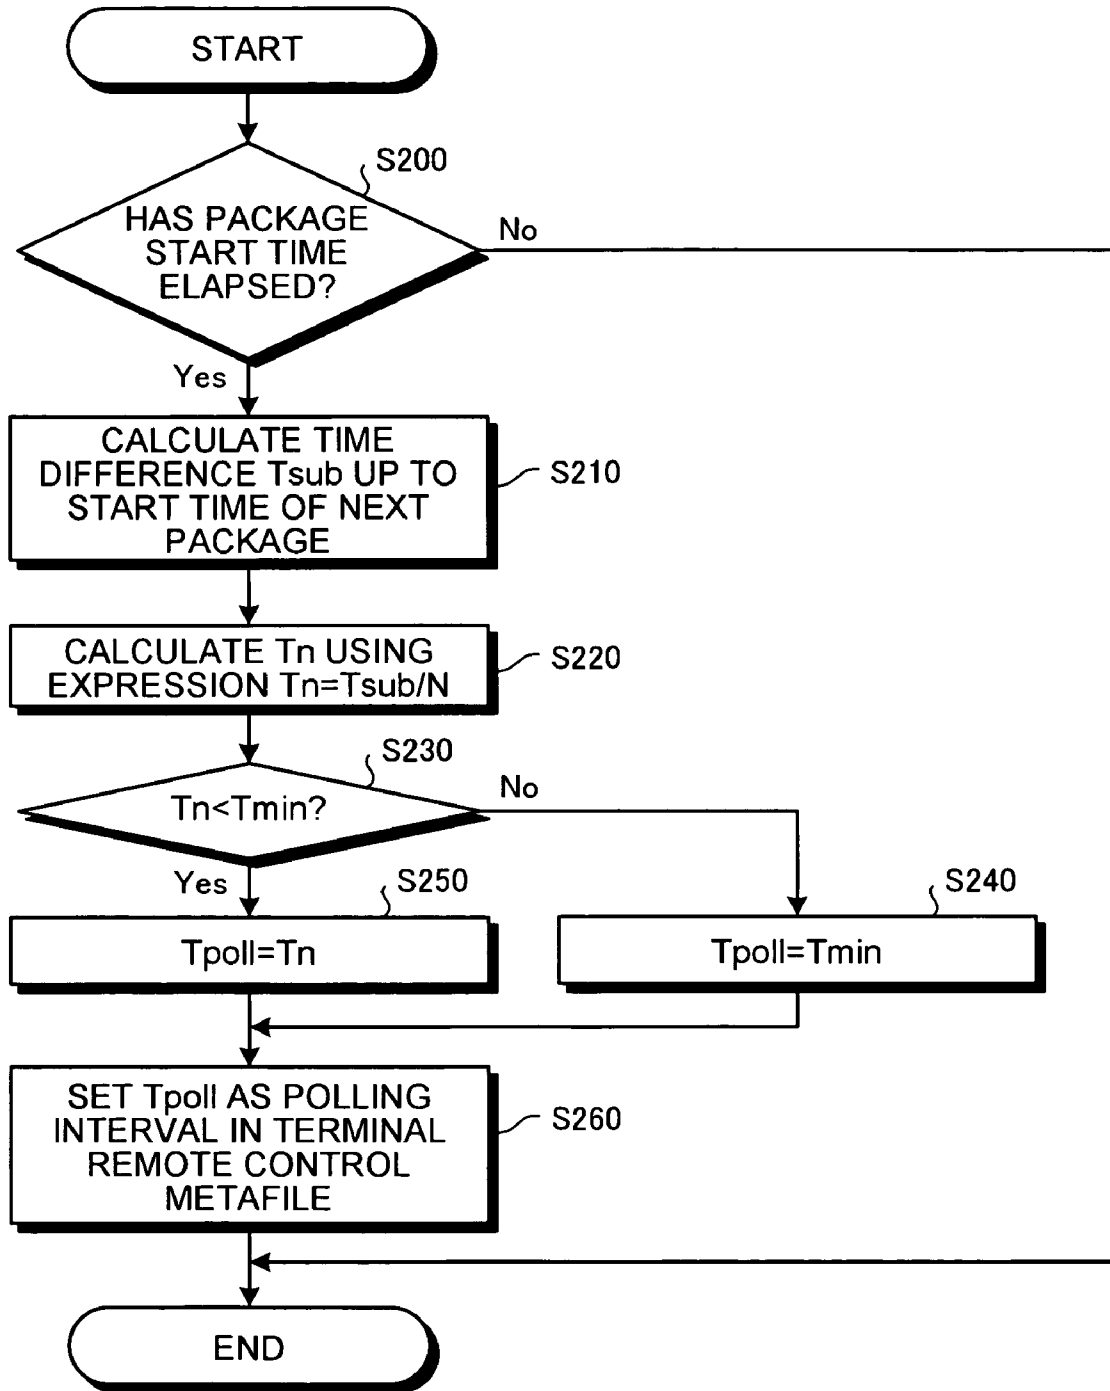 START
S200
HAS PACKAGE
START TIME
ELAPSED?
No
Yes
CALCULATE TIME
DIFFERENCE Tsub UP TO
START TIME OF NEXT
PACKAGE
S210
CALCULATE Tn USING
EXPRESSION Tn=Tsub/N
S220
S230
Tn<Tmin?
No
Yes
S250
S240
Tpoll=Tn
Tpoll=Tmin
SET Tpoll AS POLLING
INTERVAL IN TERMINAL
REMOTE CONTROL
METAFILE
S260
END